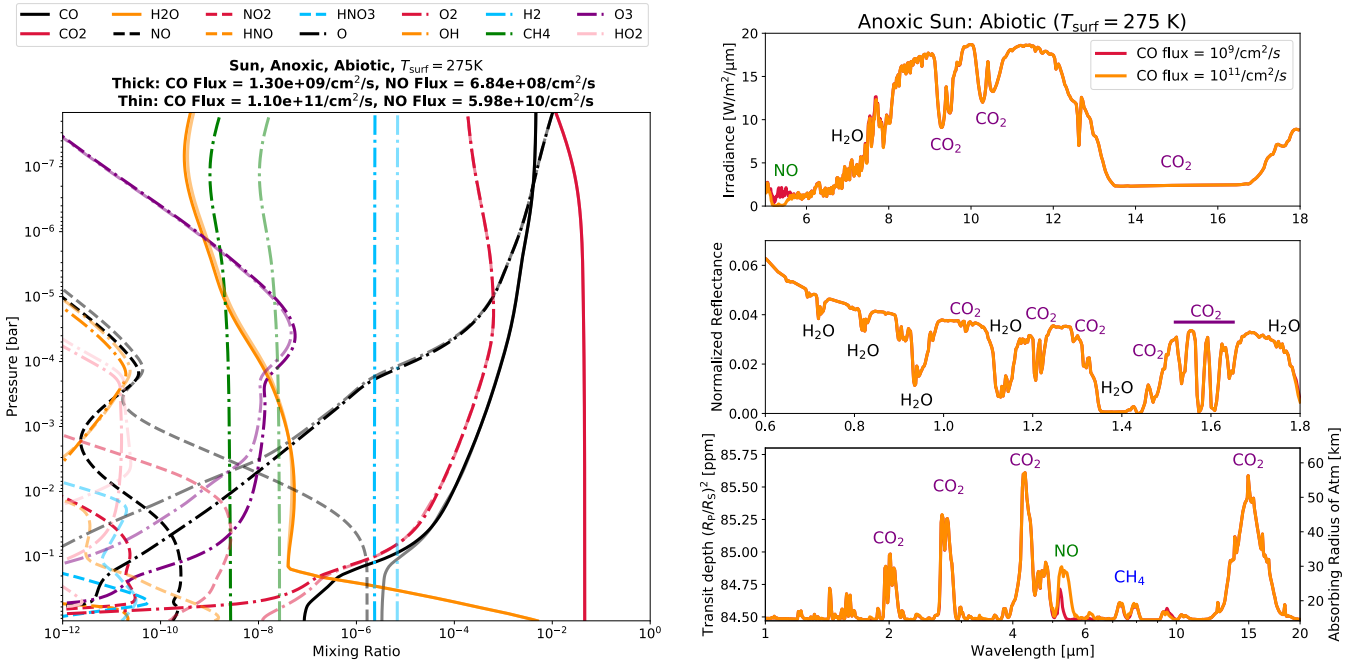 CO H2O NO2 HNO3 O2 H2 O3
CO2 NO HNO O OH CH4 HO2
Sun, Anoxic, Abiotic, T_surf = 275K
Thick: CO Flux = 1.30e+09/cm²/s, NO Flux = 6.84e+08/cm²/s
Thin: CO Flux = 1.10e+11/cm²/s, NO Flux = 5.98e+10/cm²/s
Pressure [bar]
10⁻⁷
10⁻⁶
10⁻⁵
10⁻⁴
10⁻³
10⁻²
10⁻¹
10⁻¹² 10⁻¹⁰ 10⁻⁸ 10⁻⁶ 10⁻⁴ 10⁻² 10⁰
Mixing Ratio
Anoxic Sun: Abiotic (T_surf = 275 K)
Irradiance [W/m²/μm]
20
15
10
5
0
CO flux = 10⁹/cm²/s
CO flux = 10¹¹/cm²/s
NO
H₂O
CO₂
CO₂
CO₂
6 8 10 12 14 16 18
Normalized Reflectance
0.06
0.04
0.02
0.00
H₂O
H₂O
H₂O
CO₂
H₂O
CO₂
CO₂
H₂O
CO₂
CO₂
H₂O
0.6 0.8 1.0 1.2 1.4 1.6 1.8
Transit depth (R_P/R_S)² [ppm]
85.75
85.50
85.25
85.00
84.75
84.50
CO₂
CO₂
CO₂
NO
CH₄
CO₂
60
50
40
30
20
Absorbing Radius of Atm [km]
1 2 4 6 10 15 20
Wavelength [μm]